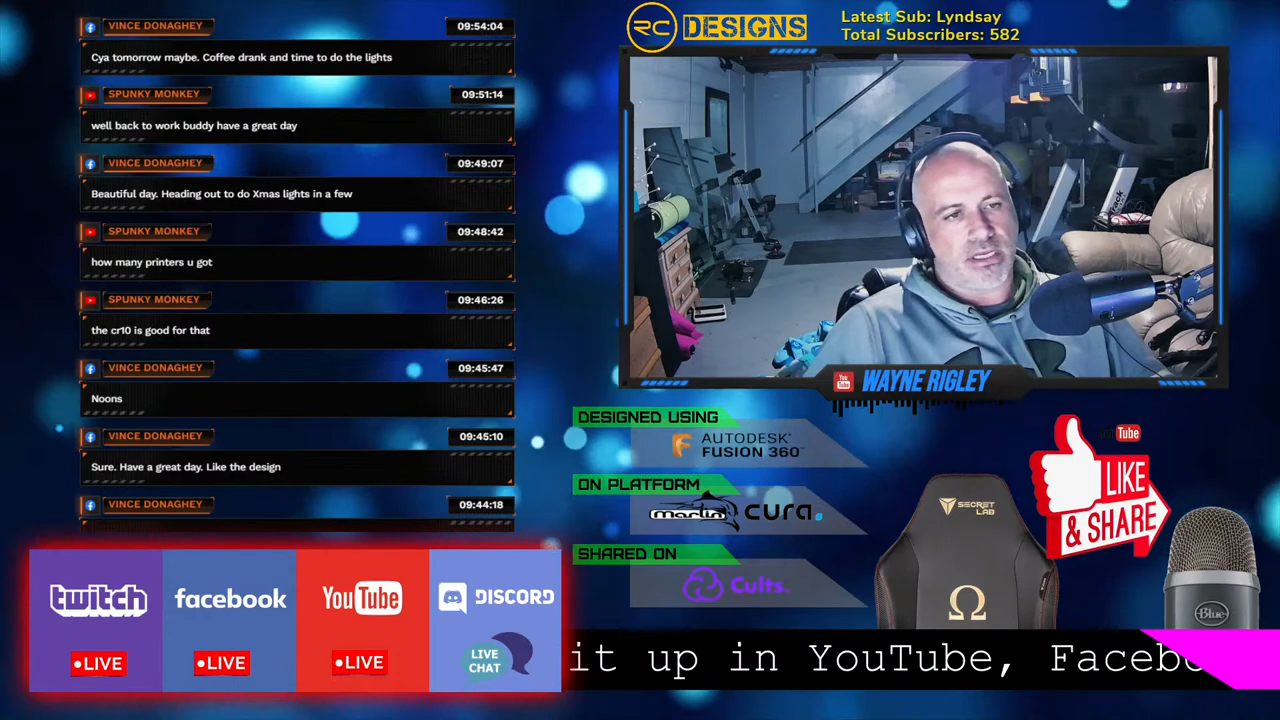 VINCE DONAGHEY
09:54:04
Cya tomorrow maybe. Coffee drank and time to do the lights
SPUNKY MONKEY
09:51:14
well back to work buddy have a great day
VINCE DONAGHEY
09:49:07
Beautiful day. Heading out to do Xmas lights in a few
SPUNKY MONKEY
09:48:42
how many printers u got
SPUNKY MONKEY
09:46:26
the cr10 is good for that
VINCE DONAGHEY
09:45:47
Noons
VINCE DONAGHEY
09:45:10
Sure. Have a great day. Like the design
VINCE DONAGHEY
09:44:18
twitch
LIVE
facebook
LIVE
YouTube
LIVE
DISCORD
LIVE
CHAT
RC DESIGNS
Latest Sub: Lyndsay
Total Subscribers: 582
You Tube WAYNE RIGLEY
DESIGNED USING
AUTODESK®
FUSION 360™
ON PLATFORM
marlin cura.
SHARED ON
Cults.
SECRET
LAB
Ω
YouTube
LIKE
& SHARE
Blue
it up in YouTube, Facebo